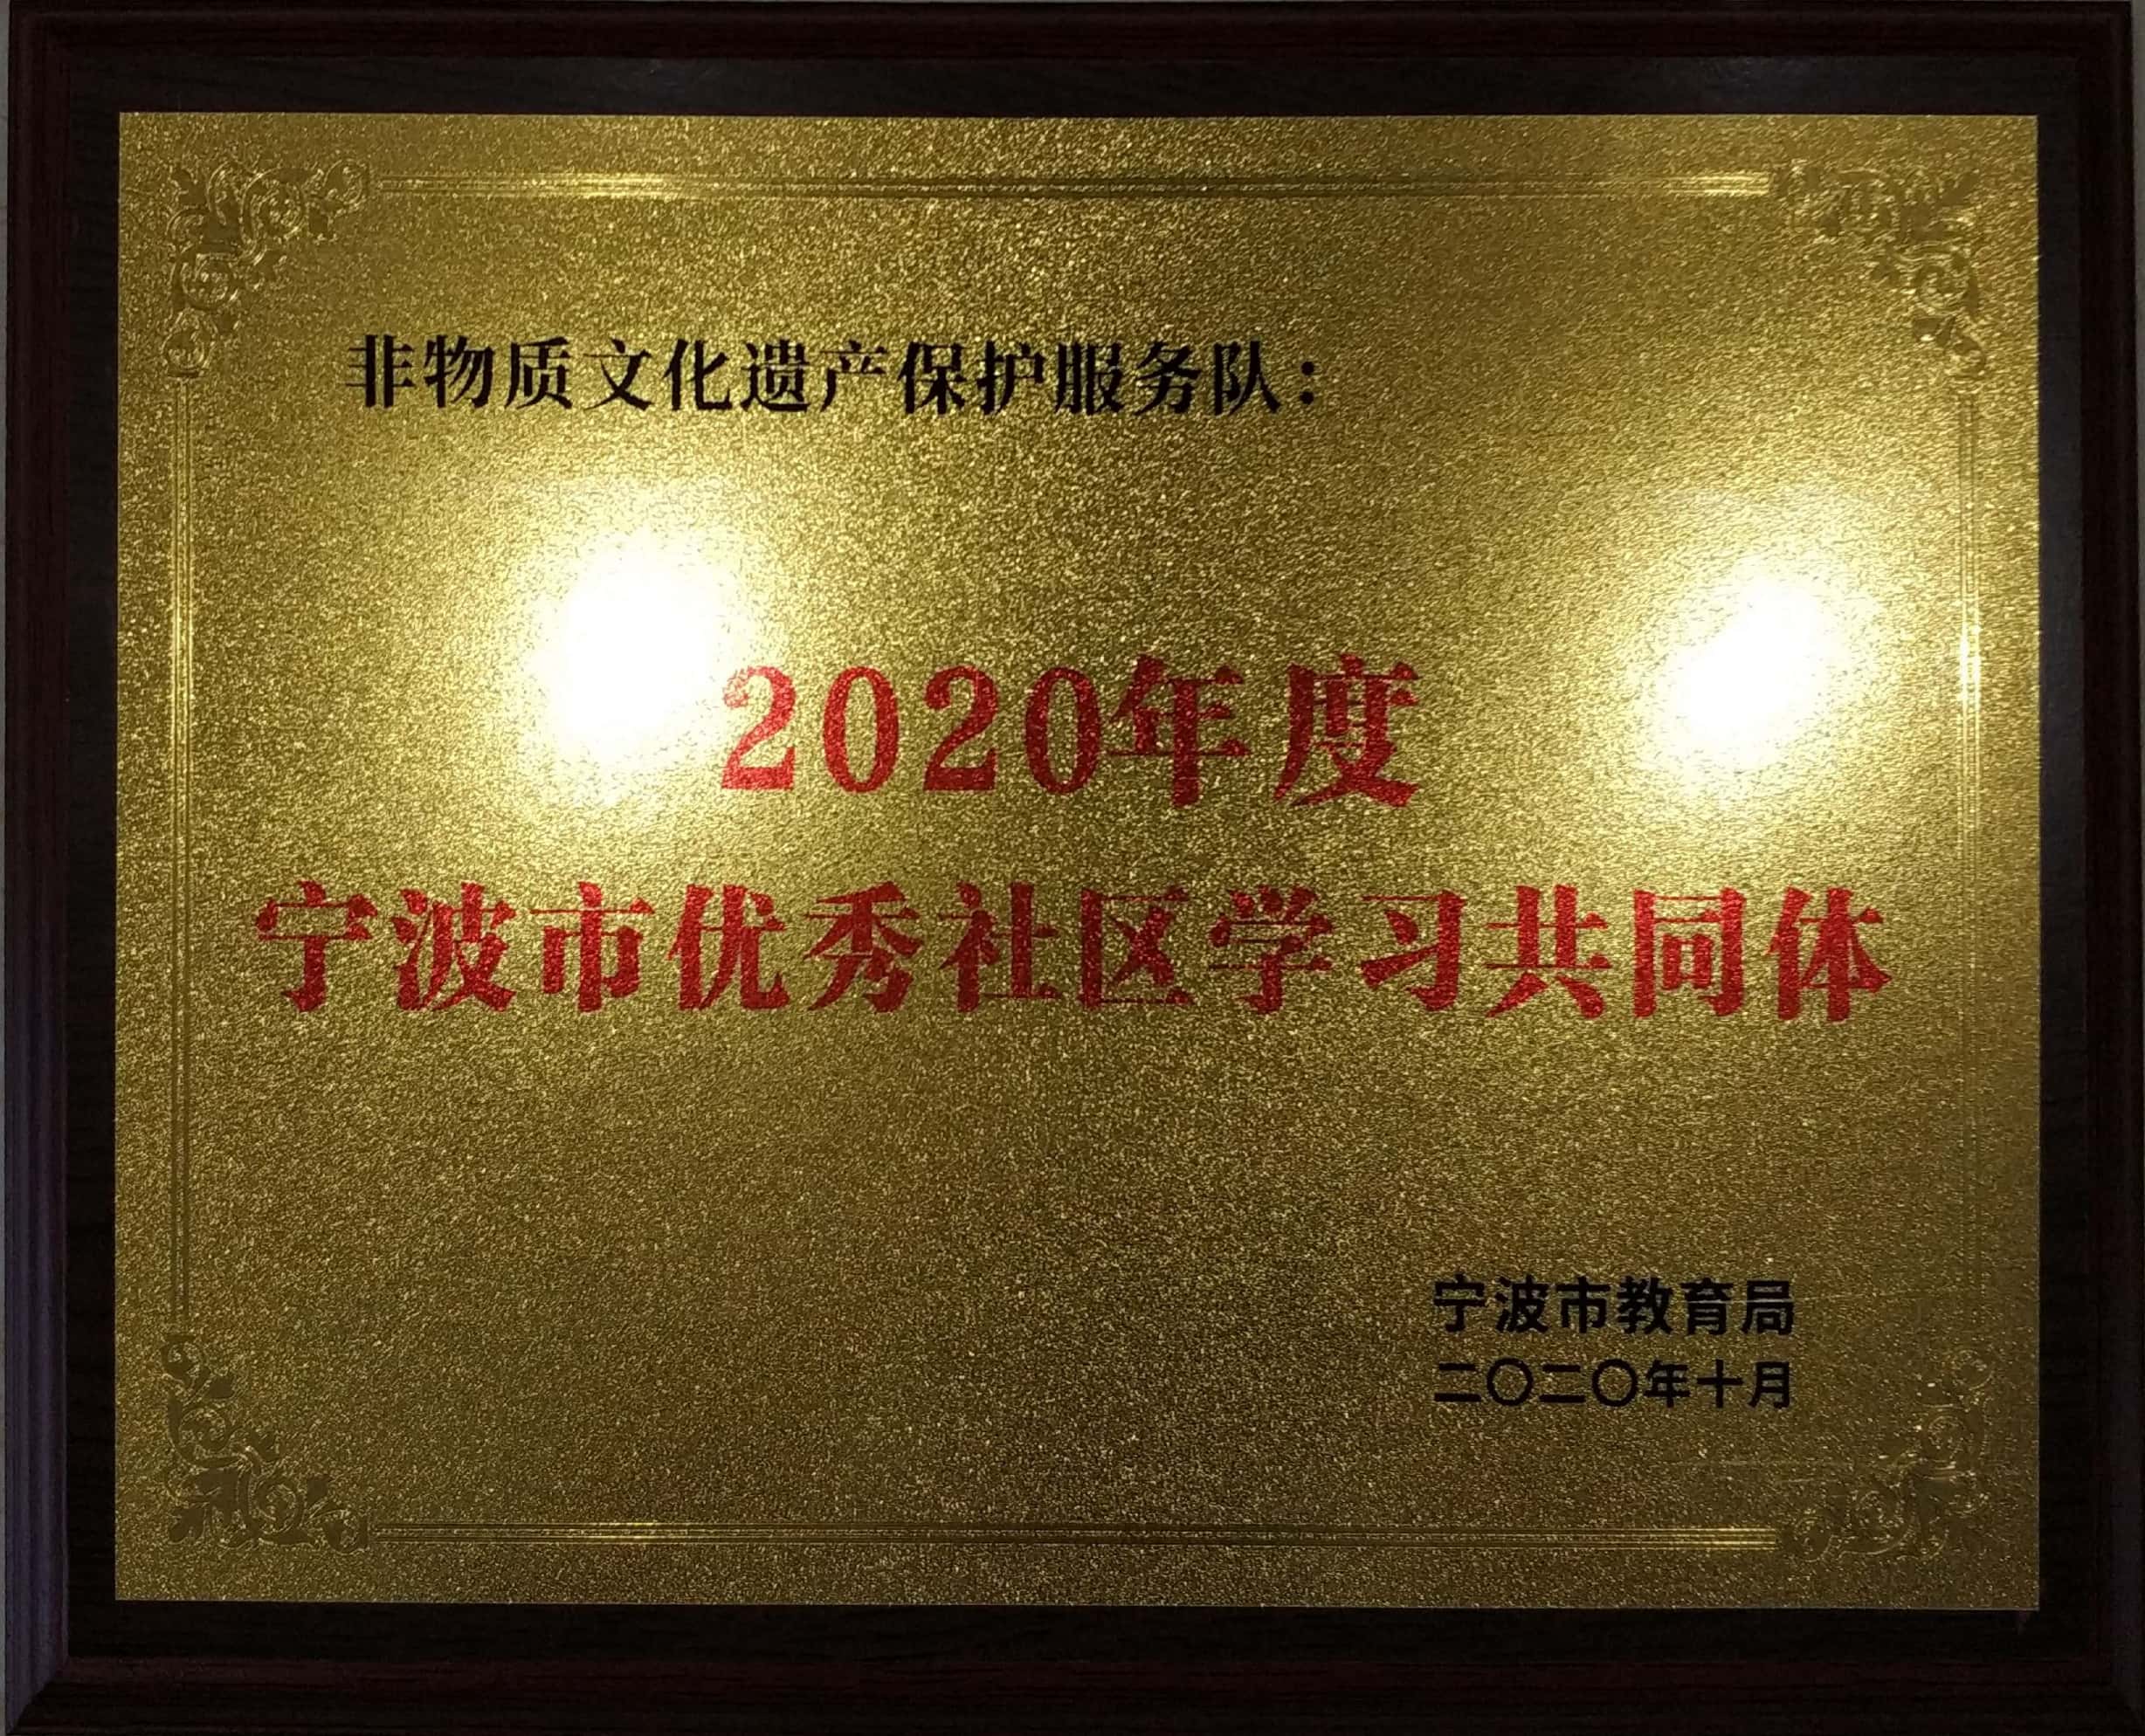 非物质文化遗产保护服务队：
2020年度
宁波市优秀社区学习共同体
宁波市教育局
二〇二〇年十月